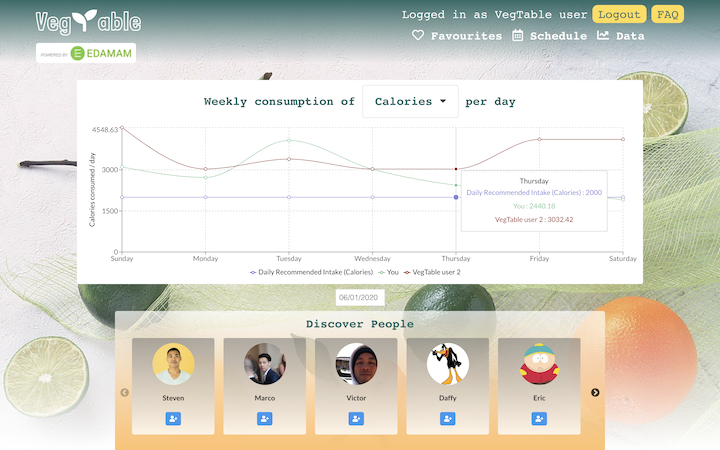 VegTable
Logged in as VegTable user Logout FAQ
Favourites Schedule Data
POWERED BY EDAMAM
Weekly consumption of Calories per day
4548.63
3000
1500
0
Calories consumed / day
Sunday Monday Tuesday Wednesday Thursday Friday Saturday
Thursday
Daily Recommended Intake (Calories) : 2000
You : 2440.18
VegTable user 2 : 3032.42
Daily Recommended Intake (Calories) You VegTable user 2
06/01/2020
Discover People
Steven Marco Victor Daffy Eric